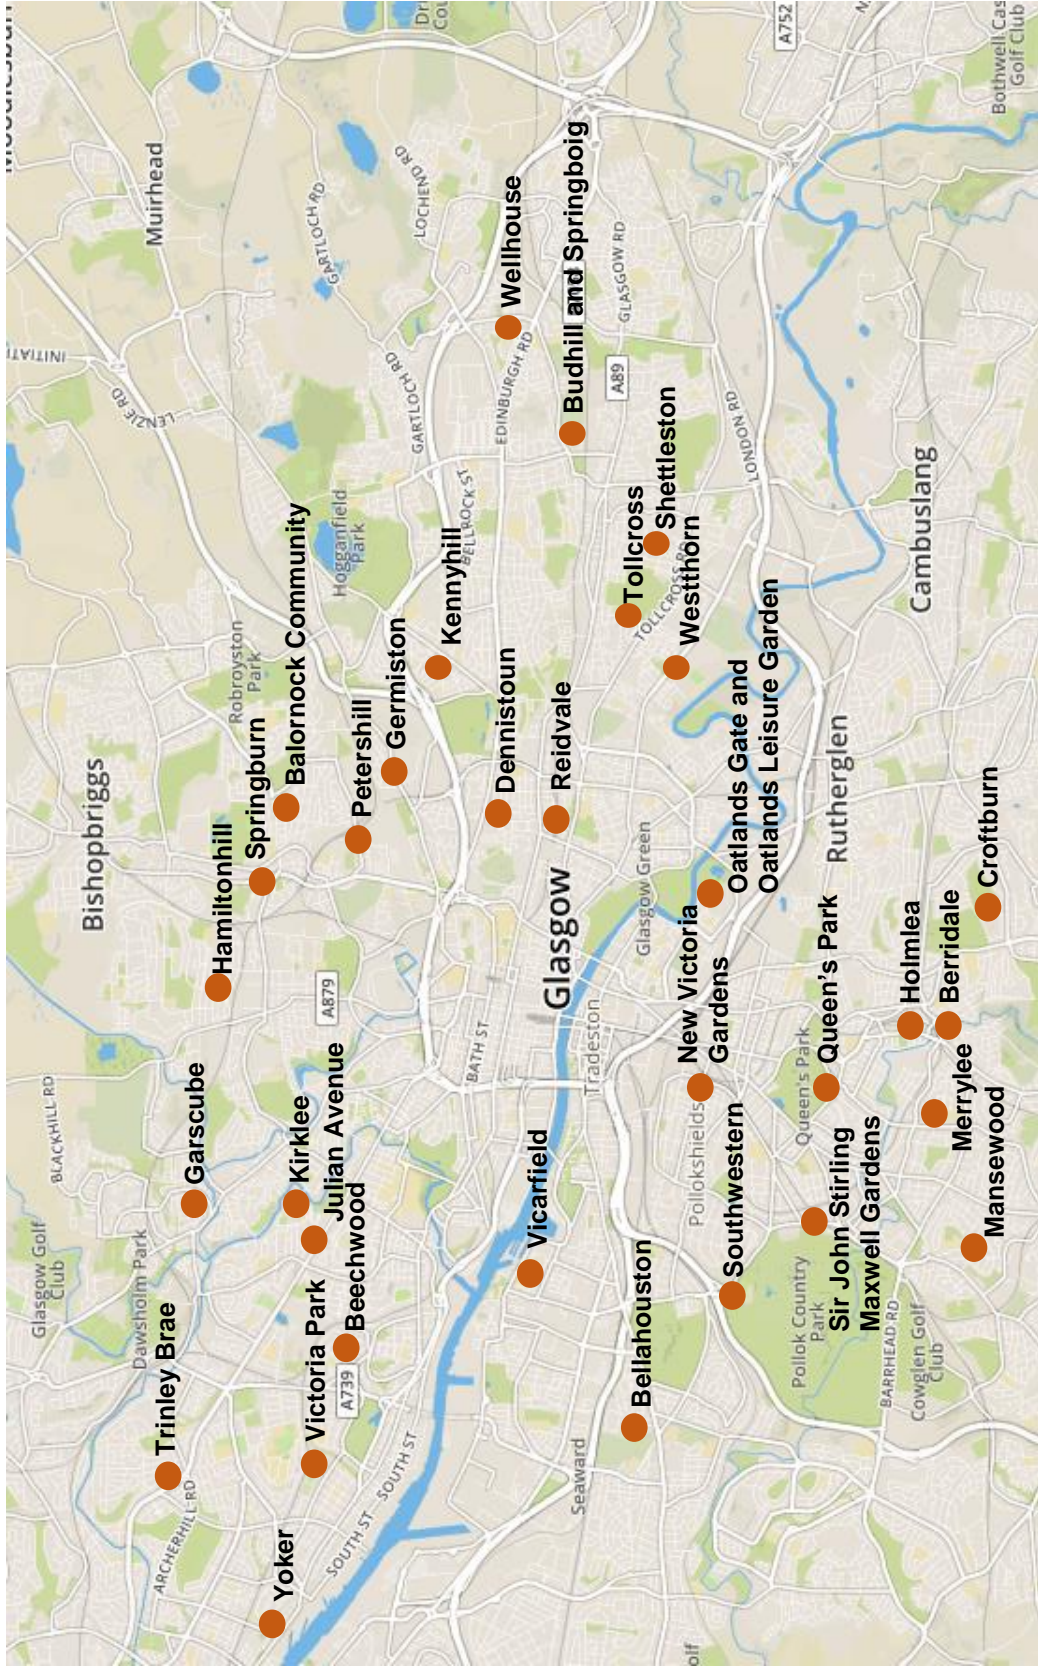 Glasgow Golf
Club
BLACKHILL RD
Bishopbriggs
Muirhead
Dawsholm Park
ARCHERHILL RD
Trinley Brae
Garscube
Hamiltonhill
Robroyston
Park
LENZIE RD
Yoker
Springburn
Balornock Community
Kirklee
Victoria Park
Julian Avenue
A879
Hogganfield
Park
GARTLOCH RD
SOUTH ST
A739
Beechwood
Petershill
SOUTH ST
Germiston
GARTLOCH RD
LOCHEND RD
Kennyhill
BELLROCK ST
BATH ST
Dennistoun
EDINBURGH RD
Wellhouse
Vicarfield
Glasgow
Reidvale
Budhill and Springboig
Seaward
Tradeston
A89
GLASGOW RD
Bellahouston
Glasgow Green
Tollcross
TOLLCROSS RD
Shettleston
Westthorn
Pollokshields
New Victoria
Gardens
Southwestern
Oatlands Gate and
Oatlands Leisure Garden
LONDON RD
A752
Pollok Country
Park
Queen's Park
Queen's Park
Sir John Stirling
Maxwell Gardens
Rutherglen
BARRHEAD RD
Cowglen Golf
Club
Holmlea
Cambuslang
Berridale
Merrylee
Mansewood
Croftburn
Bothwell Cas
Golf Club